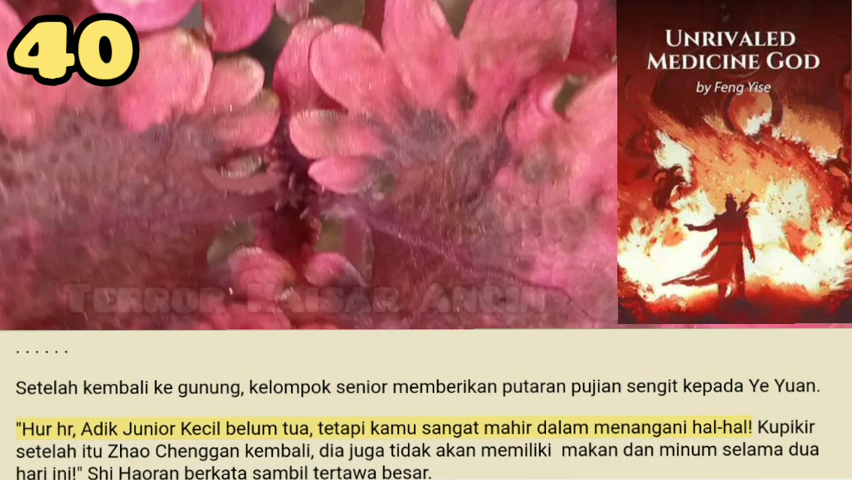 40
UNRIVALED
MEDICINE GOD
by Feng Yise
TERROR KAISAR ANGIN
. . . . . .
Setelah kembali ke gunung, kelompok senior memberikan putaran pujian sengit kepada Ye Yuan.
"Hur hr, Adik Junior Kecil belum tua, tetapi kamu sangat mahir dalam menangani hal-hal! Kupikir
setelah itu Zhao Chenggan kembali, dia juga tidak akan memiliki  makan dan minum selama dua
hari ini!" Shi Haoran berkata sambil tertawa besar.